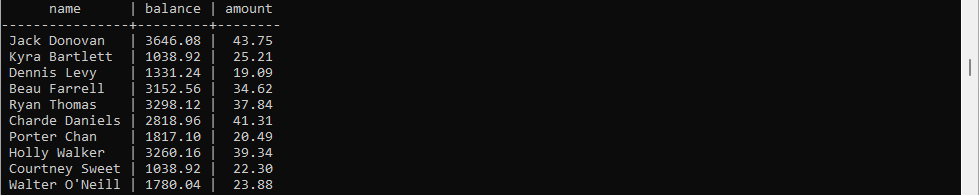 name | balance | amount
----------------+---------+--------
Jack Donovan | 3646.08 | 43.75
Kyra Bartlett | 1038.92 | 25.21
Dennis Levy | 1331.24 | 19.09
Beau Farrell | 3152.56 | 34.62
Ryan Thomas | 3298.12 | 37.84
Charde Daniels | 2818.96 | 41.31
Porter Chan | 1817.10 | 20.49
Holly Walker | 3260.16 | 39.34
Courtney Sweet | 1038.92 | 22.30
Walter O'Neill | 1780.04 | 23.88